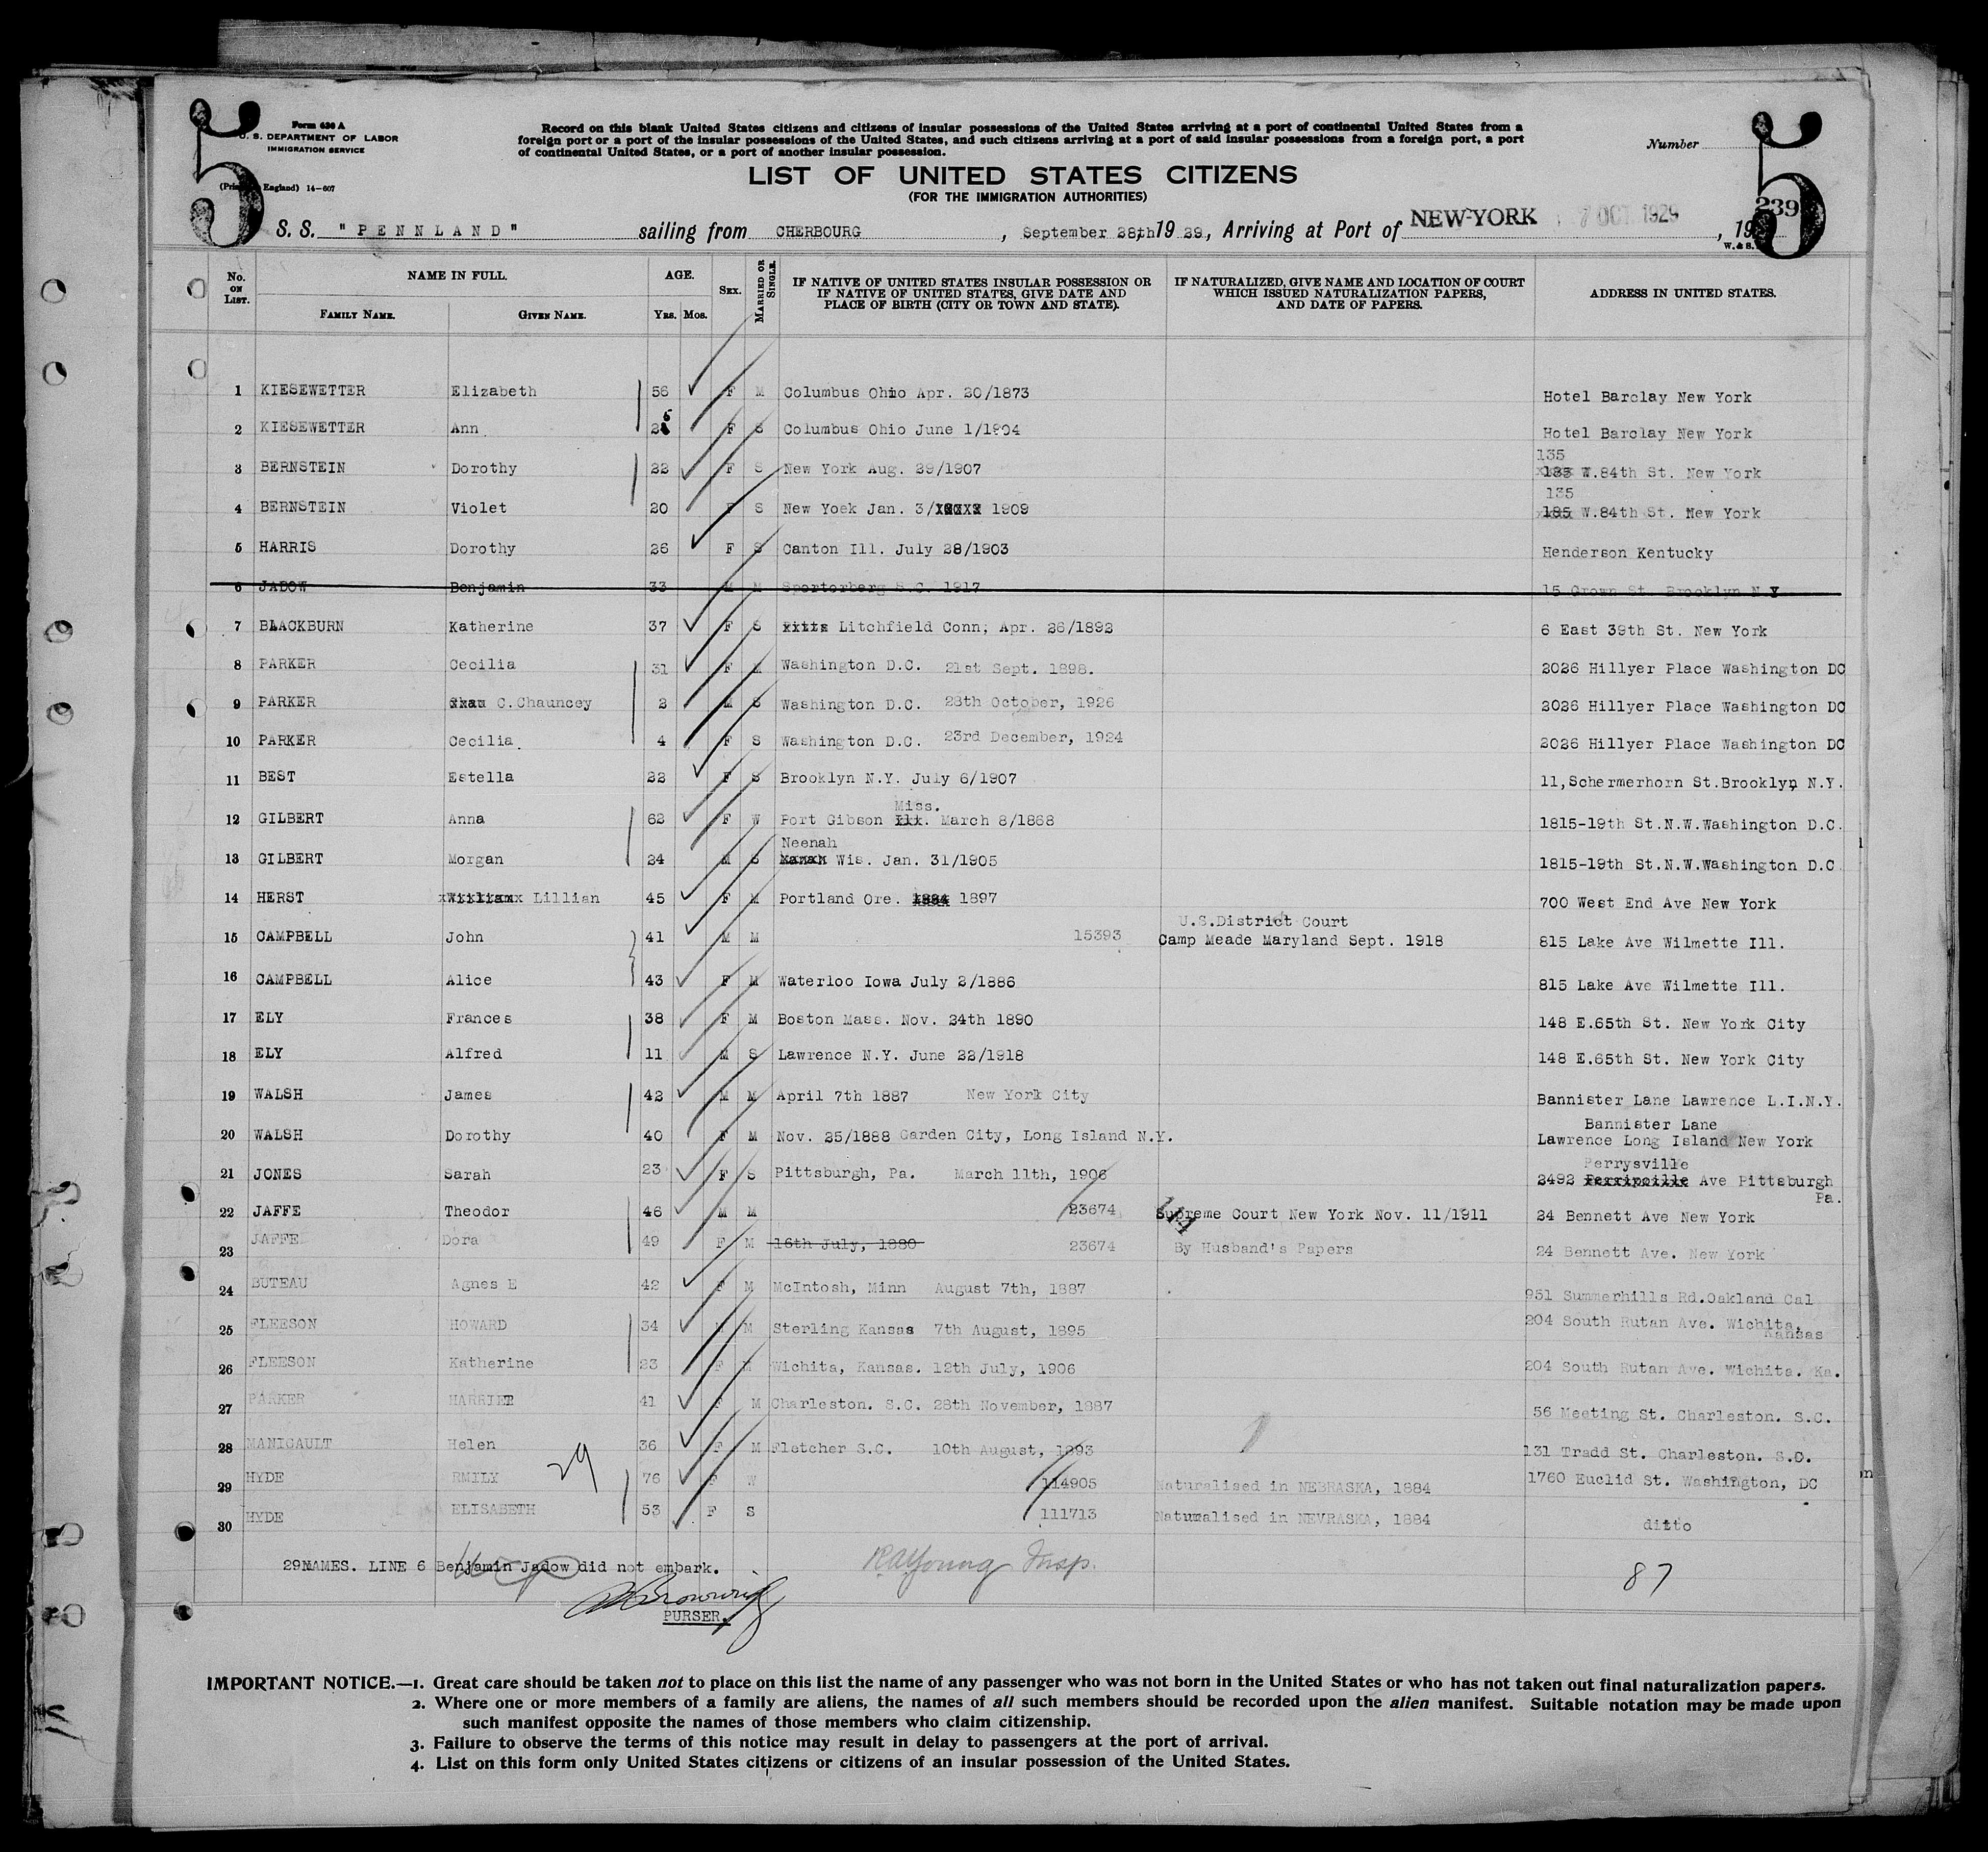 5
5
Form 630 A
U. S. DEPARTMENT OF LABOR
IMMIGRATION SERVICE
England) 14-607
Record on this blank United States citizens and citizens of insular possessions of the United States arriving at a port of continental United States from a
foreign port or a port of the insular possessions of the United States, and such citizens arriving at a port of said insular possessions from a foreign port, a port
of continental United States, or a port of another insular possession.
Number
LIST OF UNITED STATES CITIZENS
(FOR THE IMMIGRATION AUTHORITIES)
239
S. S. "PENNLAND" sailing from CHERBOURG, September 28th 19 29, Arriving at Port of NEW-YORK 7 OCT 1929, 19
W. & S.
No. ON LIST. NAME IN FULL. AGE. SEX. MARRIED OR SINGLE. IF NATIVE OF UNITED STATES INSULAR POSSESSION OR IF NATIVE OF UNITED STATES, GIVE DATE AND PLACE OF BIRTH (CITY OR TOWN AND STATE). IF NATURALIZED, GIVE NAME AND LOCATION OF COURT WHICH ISSUED NATURALIZATION PAPERS, AND DATE OF PAPERS. ADDRESS IN UNITED STATES.
FAMILY NAME. GIVEN NAME. YRS. MOS.
1 KIESEWETTER Elizabeth 56 F M Columbus Ohio Apr. 20/1873 Hotel Barclay New York
2 KIESEWETTER Ann 25 F S Columbus Ohio June 1/1904 Hotel Barclay New York
135
3 BERNSTEIN Dorothy 22 F S New York Aug. 29/1907 W.84th St. New York
135
4 BERNSTEIN Violet 20 F S New Yoek Jan. 3/ 1909 185 W.84th St. New York
5 HARRIS Dorothy 26 F S Canton Ill. July 28/1903 Henderson Kentucky
6 JADOW Benjamin 33 M M Sportorberg S.C. 1917 15 Crown St. Brooklyn N.Y
7 BLACKBURN Katherine 37 F S Litchfield Conn; Apr. 26/1892 6 East 39th St. New York
8 PARKER Cecilia 31 F M Washington D.C. 21st Sept. 1898. 2026 Hillyer Place Washington DC
9 PARKER C.Chauncey 2 M S Washington D.C. 28th October, 1926 2026 Hillyer Place Washington DC
10 PARKER Cecilia. 4 F S Washington D.C. 23rd December, 1924 2026 Hillyer Place Washington DC
11 BEST Estella 22 F S Brooklyn N.Y. July 6/1907 11,Schermerhorn St.Brooklyn N.Y.
Miss.
12 GILBERT Anna 62 F W Port Gibson Ill. March 8/1868 1815-19th St.N.W.Washington D.C.
Neenah
13 GILBERT Morgan 24 M S Wis. Jan. 31/1905 1815-19th St.N.W.Washington D.C
14 HERST William Lillian 45 F M Portland Ore. 1884 1897 700 West End Ave New York
U.S.District Court
15 CAMPBELL John 41 M M 15393 Camp Meade Maryland Sept. 1918 815 Lake Ave Wilmette Ill.
16 CAMPBELL Alice 43 F M Waterloo Iowa July 2/1886 815 Lake Ave Wilmette Ill.
17 ELY Frances 38 F M Boston Mass. Nov. 24th 1890 148 E.65th St. New York City
18 ELY Alfred 11 M S Lawrence N.Y. June 22/1918 148 E.65th St. New York City
19 WALSH James 42 M M April 7th 1887 New York City Bannister Lane Lawrence L.I.N.Y.
Bannister Lane
20 WALSH Dorothy 40 F M Nov. 25/1888 Garden City, Long Island N.Y. Lawrence Long Island New York
Perrysville
21 JONES Sarah 23 F S Pittsburgh, Pa. March 11th, 1906 2492 Ave Pittsburgh
Pa.
22 JAFFE Theodor 46 M M 23674 Supreme Court New York Nov. 11/1911 24 Bennett Ave New York
23 JAFFE Dora 49 F M 16th July, 1880 23674 By Husband's Papers 24 Bennett Ave. New York
24 BUTEAU Agnes E 42 F M McIntosh, Minn August 7th, 1887 951 Summerhills Rd.Oakland Cal
25 FLEESON HOWARD 34 M M Sterling Kansas 7th August, 1895 204 South Rutan Ave. Wichita,
Kansas
26 FLEESON Katherine 23 F M Wichita, Kansas. 12th July, 1906 204 South Rutan Ave. Wichita. Ka.
27 PARKER HARRIET 41 F M Charleston. S.C. 28th November, 1887 56 Meeting St. Charleston. S.C.
28 MANIGAULT Helen 36 F M Fletcher S.C. 10th August, 1893 131 Tradd St. Charleston. S.C.
29 HYDE EMILY 76 F W 114905 Naturalised in NEBRASKA, 1884 1760 Euclid St. Washington, DC
29
30 HYDE ELISABETH 53 F S 111713 Natumalised in NEVRASKA, 1884 ditto
29NAMES. LINE 6 Benjamin Jadow did not embark.
RAYoung Insp.
87
PURSER.
IMPORTANT NOTICE.—1. Great care should be taken not to place on this list the name of any passenger who was not born in the United States or who has not taken out final naturalization papers.
2. Where one or more members of a family are aliens, the names of all such members should be recorded upon the alien manifest. Suitable notation may be made upon
such manifest opposite the names of those members who claim citizenship.
3. Failure to observe the terms of this notice may result in delay to passengers at the port of arrival.
4. List on this form only United States citizens or citizens of an insular possession of the United States.